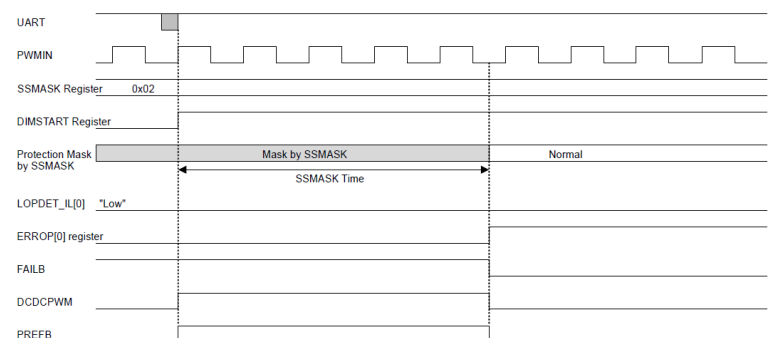 UART
PWMIN
SSMASK Register 0x02
DIMSTART Register
Protection Mask by SSMASK Mask by SSMASK Normal
SSMASK Time
LOPDET_IL[0] "Low"
ERROP[0] register
FAILB
DCDCPWM
PREFB